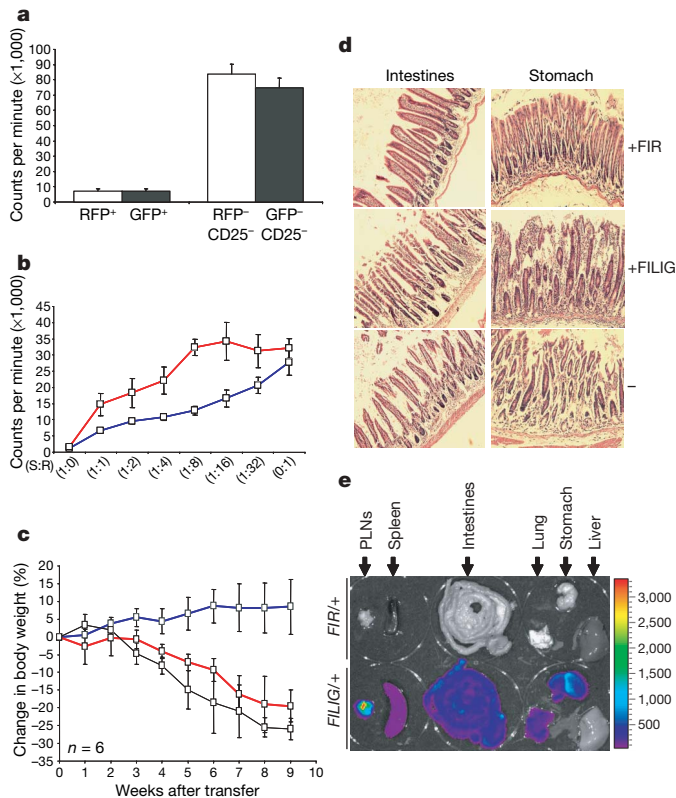 a
Counts per minute (×1,000)
100
90
80
70
60
50
40
30
20
10
0
RFP+ GFP+ RFP– GFP–
CD25– CD25–
b
Counts per minute (×1,000)
45
40
35
30
25
20
15
10
5
0
(S:R) (1:0) (1:1) (1:2) (1:4) (1:8) (1:16) (1:32) (0:1)
c
Change in body weight (%)
20
15
10
5
0
–5
–10
–15
–20
–25
–30
–35
n = 6
0 1 2 3 4 5 6 7 8 9 10
Weeks after transfer
d
Intestines Stomach
+FIR
+FILIG
–
e
PLNs
Spleen
Intestines
Lung
Stomach
Liver
FIR/+
FILIG/+
3,000
2,500
2,000
1,500
1,000
500